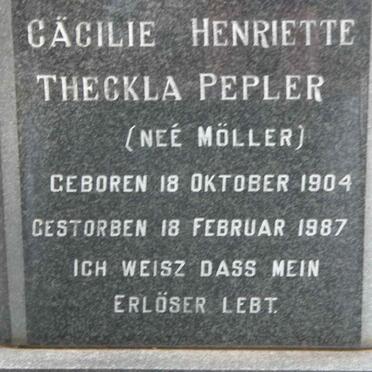 CÄCILIE HENRIETTE
THECKLA PEPLER
(NEÉ MÖLLER)
GEBOREN 18 OKTOBER 1904
GESTORBEN 18 FEBRUAR 1987
ICH WEISZ DASS MEIN
ERLÖSER LEBT.